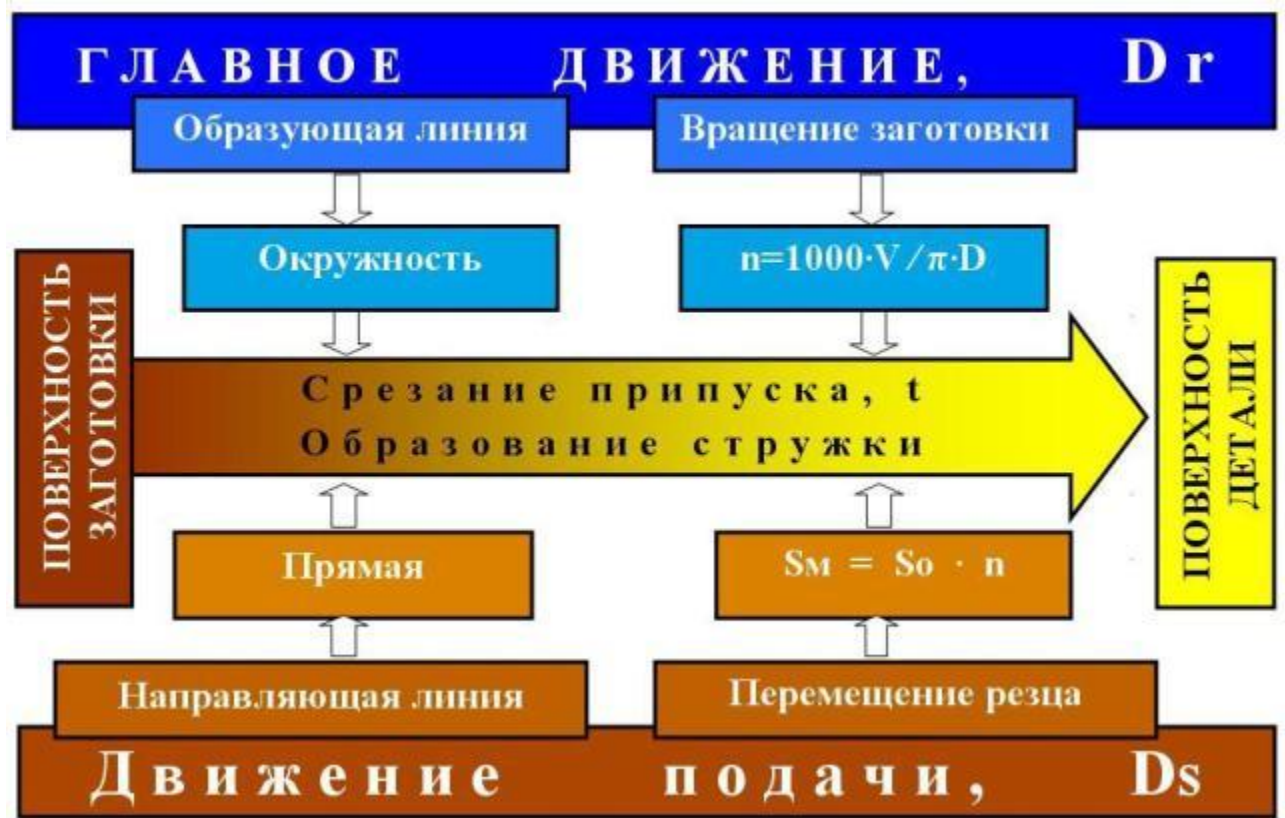 ГЛАВНОЕ ДВИЖЕНИЕ, Dr
Образующая линия
Вращение заготовки
Окружность
n=1000·V/π·D
ПОВЕРХНОСТЬ
ЗАГОТОВКИ
Срезание припуска, t
Образование стружки
ПОВЕРХНОСТЬ
ДЕТАЛИ
Прямая
Sм = So · n
Направляющая линия
Перемещение резца
Движение подачи, Ds